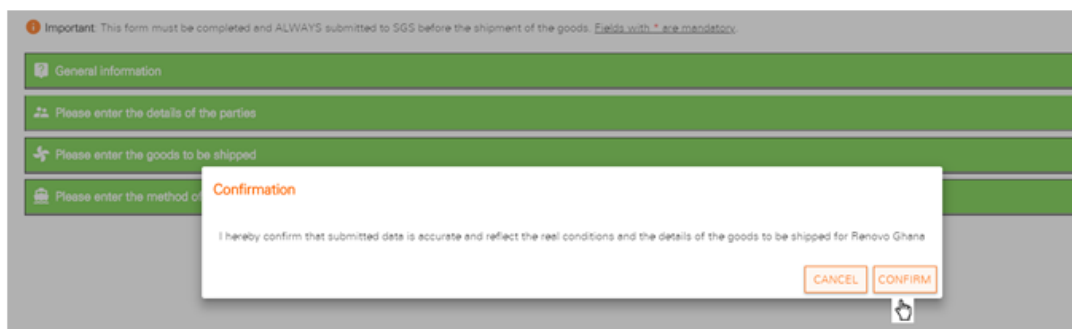 Important: This form must be completed and ALWAYS submitted to SGS before the shipment of the goods. Fields with * are mandatory.
General information
Please enter the details of the parties
Please enter the goods to be shipped
Please enter the method of
Confirmation
I hereby confirm that submitted data is accurate and reflect the real conditions and the details of the goods to be shipped for Renovo Ghana
CANCEL CONFIRM